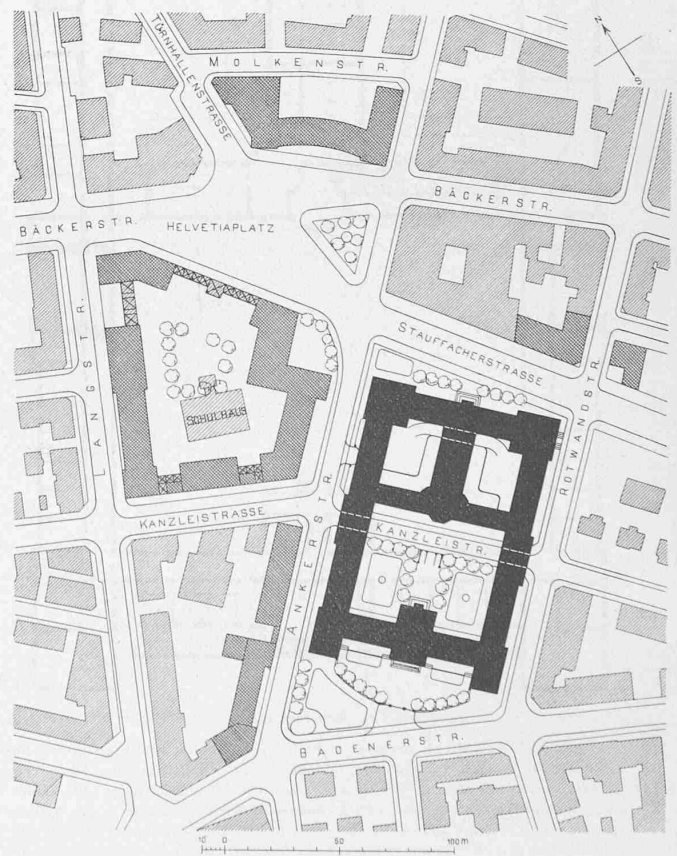 N
S
TURNHALLENSTRASSE
MOLKENSTR.
BÄCKERSTR.
BÄCKERSTR.
HELVETIAPLATZ
STAUFFACHERSTRASSE
LANGSTR.
SCHULHAUS
ROTWANDSTR.
KANZLEISTRASSE
KANZLEISTR.
ANKERSTR.
BADENERSTR.
10 0 50 100 m